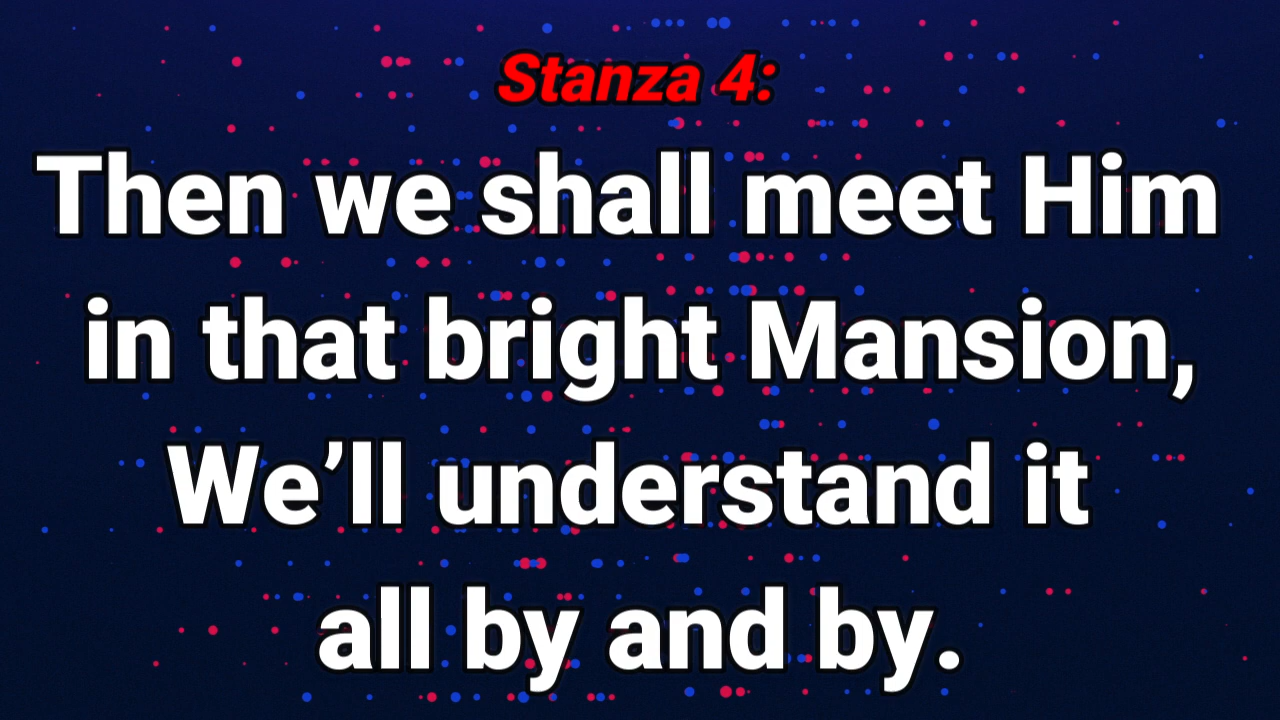 Stanza 4:
Then we shall meet Him
in that bright Mansion,
We’ll understand it
all by and by.